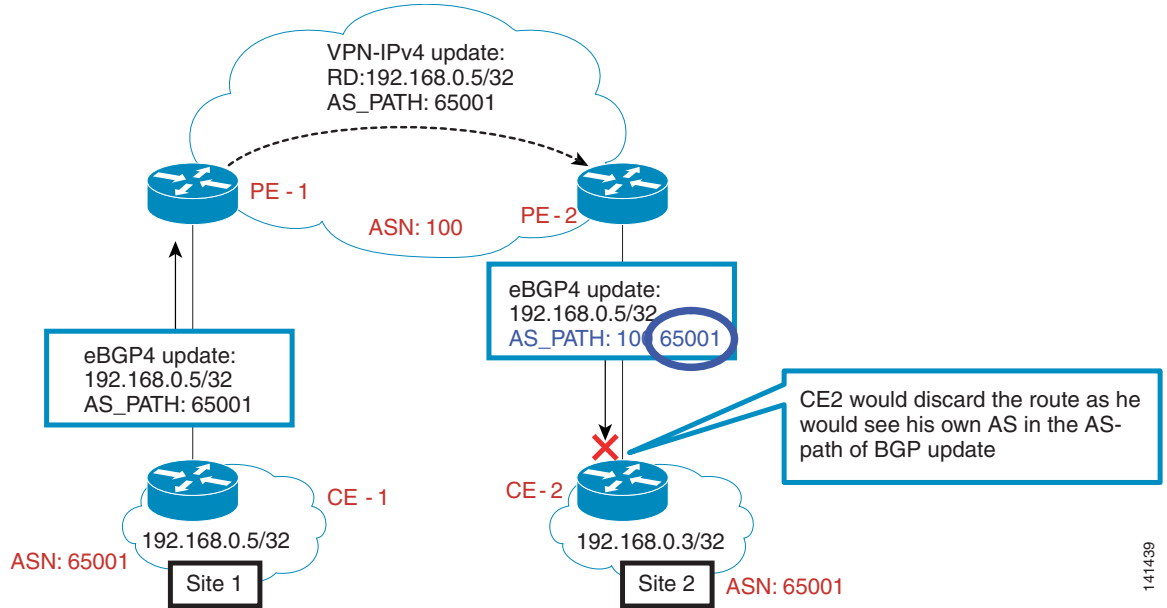 VPN-IPv4 update:
RD:192.168.0.5/32
AS_PATH: 65001
PE - 1
PE - 2
ASN: 100
eBGP4 update:
192.168.0.5/32
AS_PATH: 65001
eBGP4 update:
192.168.0.5/32
AS_PATH: 100 65001
CE2 would discard the route as he
would see his own AS in the AS-
path of BGP update
CE - 1
CE - 2
192.168.0.5/32
192.168.0.3/32
ASN: 65001
Site 1
Site 2
ASN: 65001
141439